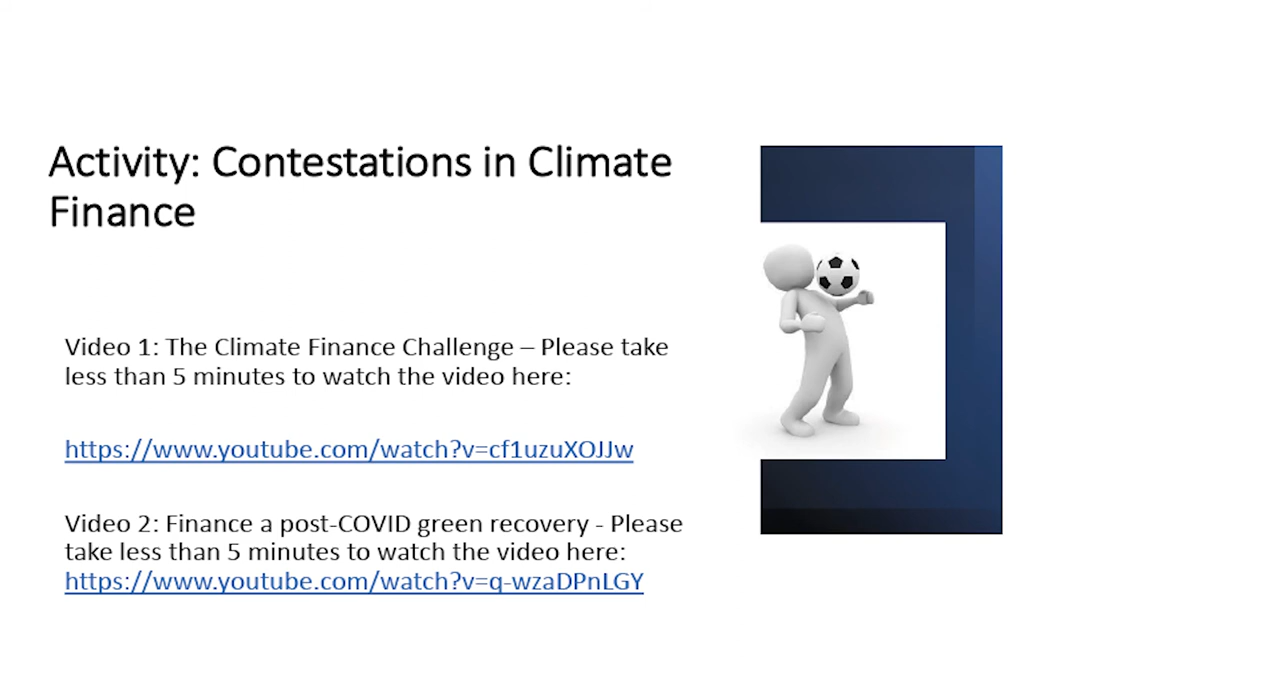 Activity: Contestations in Climate
Finance
Video 1: The Climate Finance Challenge – Please take
less than 5 minutes to watch the video here:
https://www.youtube.com/watch?v=cf1uzuXOJJw
Video 2: Finance a post-COVID green recovery - Please
take less than 5 minutes to watch the video here:
https://www.youtube.com/watch?v=q-wzaDPnLGY